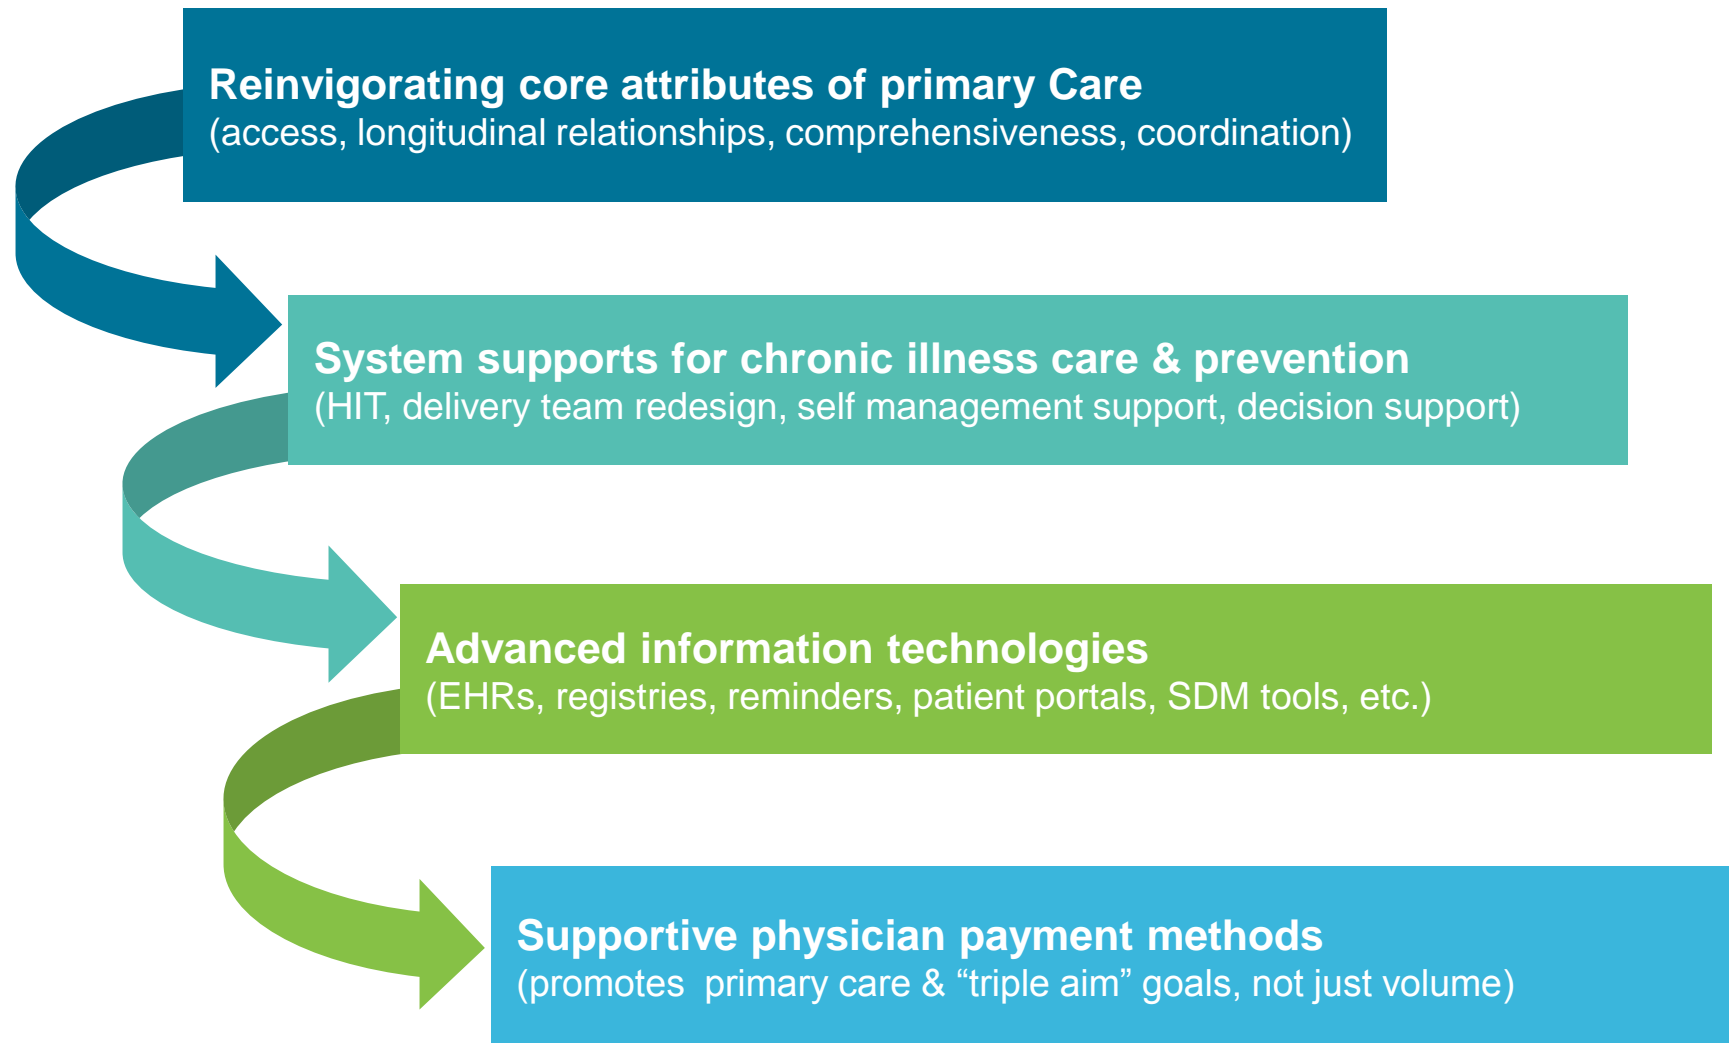 Reinvigorating core attributes of primary Care
(access, longitudinal relationships, comprehensiveness, coordination)
System supports for chronic illness care & prevention
(HIT, delivery team redesign, self management support, decision support)
Advanced information technologies
(EHRs, registries, reminders, patient portals, SDM tools, etc.)
Supportive physician payment methods
(promotes  primary care & “triple aim” goals, not just volume)